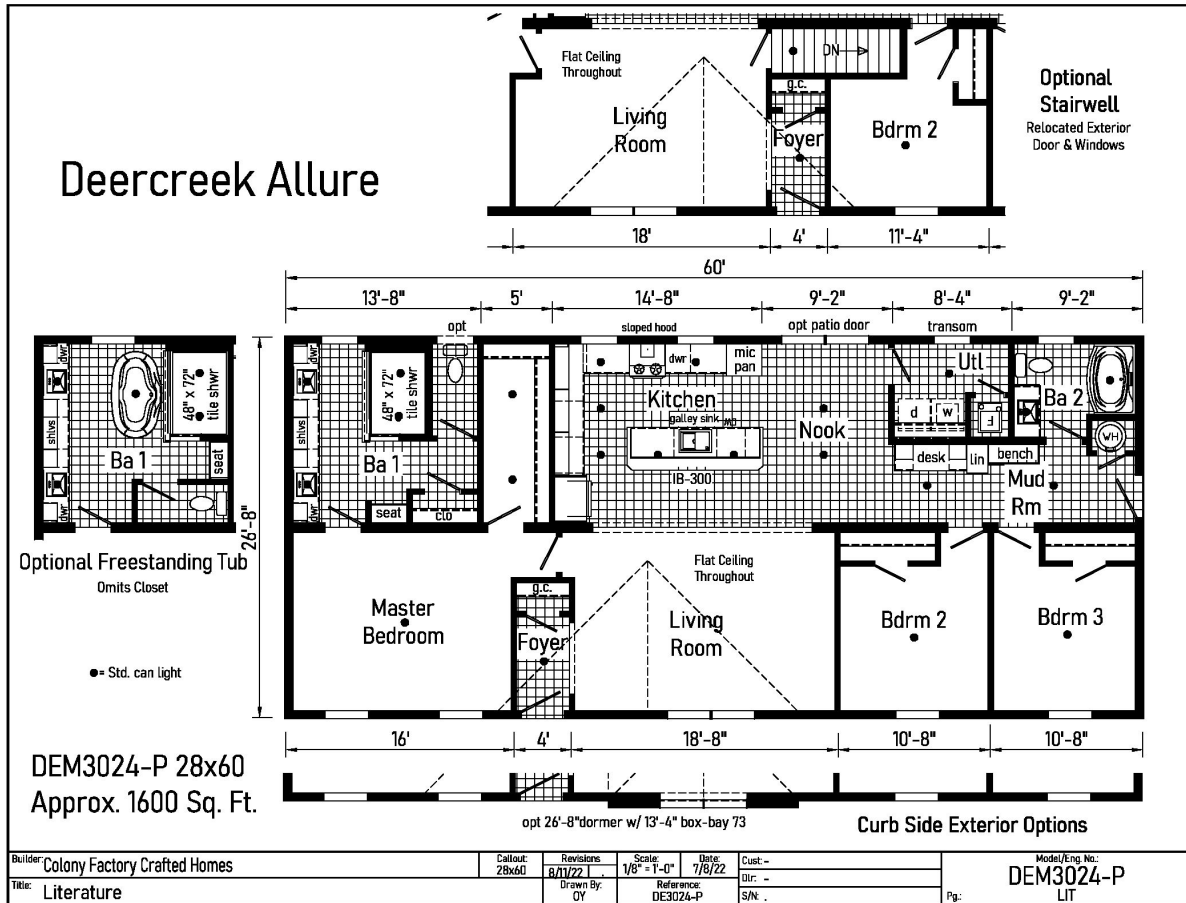 Flat Ceiling
Throughout
DN
g.c.
Living
Room
Foyer
Bdrm 2
Optional
Stairwell
Relocated Exterior
Door & Windows
Deercreek Allure
18'
4'
11'-4"
60'
13'-8"
5'
14'-8"
9'-2"
8'-4"
9'-2"
opt
sloped hood
opt patio door
transom
dwr
shlvs
dwr
48" x 72"
tile shwr
Ba 1
seat
Optional Freestanding Tub
Omits Closet
26'-8"
dwr
shlvs
dwr
48" x 72"
tile shwr
Ba 1
seat
clo
dwr
mic
pan
Kitchen
galley sink
IB-300
Nook
Utl
d
w
F
desk
lin
bench
Ba 2
WH
Mud
Rm
Master
Bedroom
g.c.
Foyer
Flat Ceiling
Throughout
Living
Room
Bdrm 2
Bdrm 3
●= Std. can light
16'
4'
18'-8"
10'-8"
10'-8"
DEM3024-P 28x60
Approx. 1600 Sq. Ft.
opt 26'-8"dormer w/ 13'-4" box-bay 73
Curb Side Exterior Options
Builder: Colony Factory Crafted Homes
Title: Literature
Callout:
28x60
Revisions
8/11/22
Scale:
1/8" = 1'-0"
Date:
7/8/22
Drawn By:
OY
Reference:
DE3024-P
Cust: -
Dlr: -
S/N: .
Model/Eng. No.:
DEM3024-P
Pg.: LIT